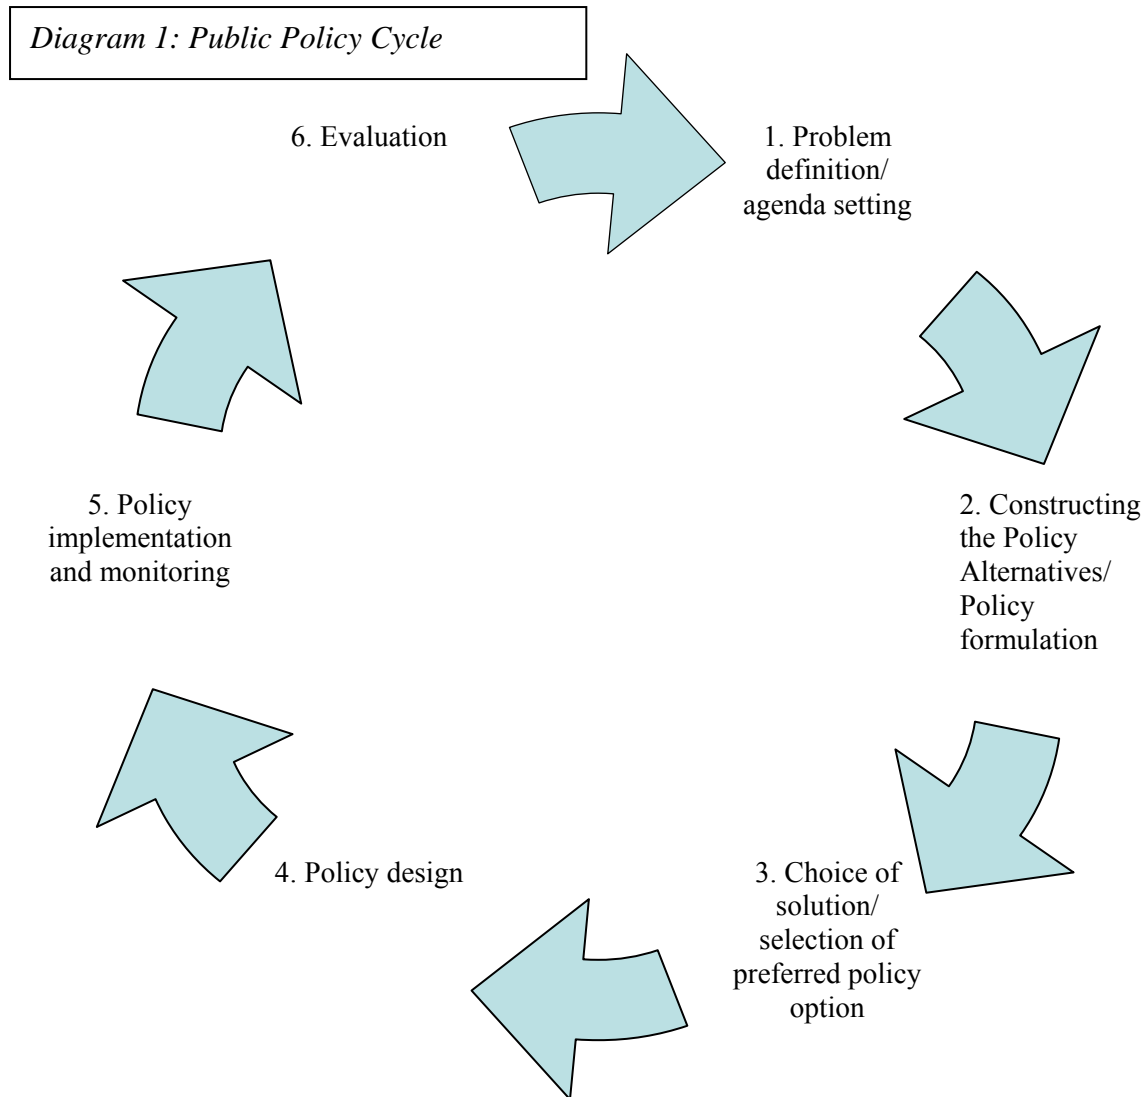 Diagram 1: Public Policy Cycle
6. Evaluation
1. Problem
definition/
agenda setting
2. Constructing
the Policy
Alternatives/
Policy
formulation
3. Choice of
solution/
selection of
preferred policy
option
4. Policy design
5. Policy
implementation
and monitoring